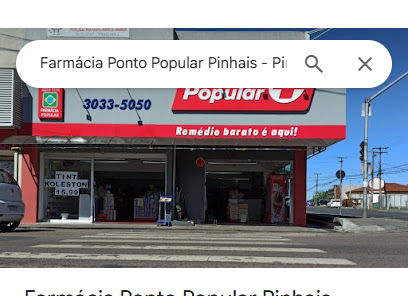 Farmácia Ponto Popular Pinhais - Pi
Popular
FARMÁCIA
POPULAR
3033-5050
Remédio barato é aqui!
TINT
KOLESTON
15,99
Farmácia Ponto Popular Pinhais